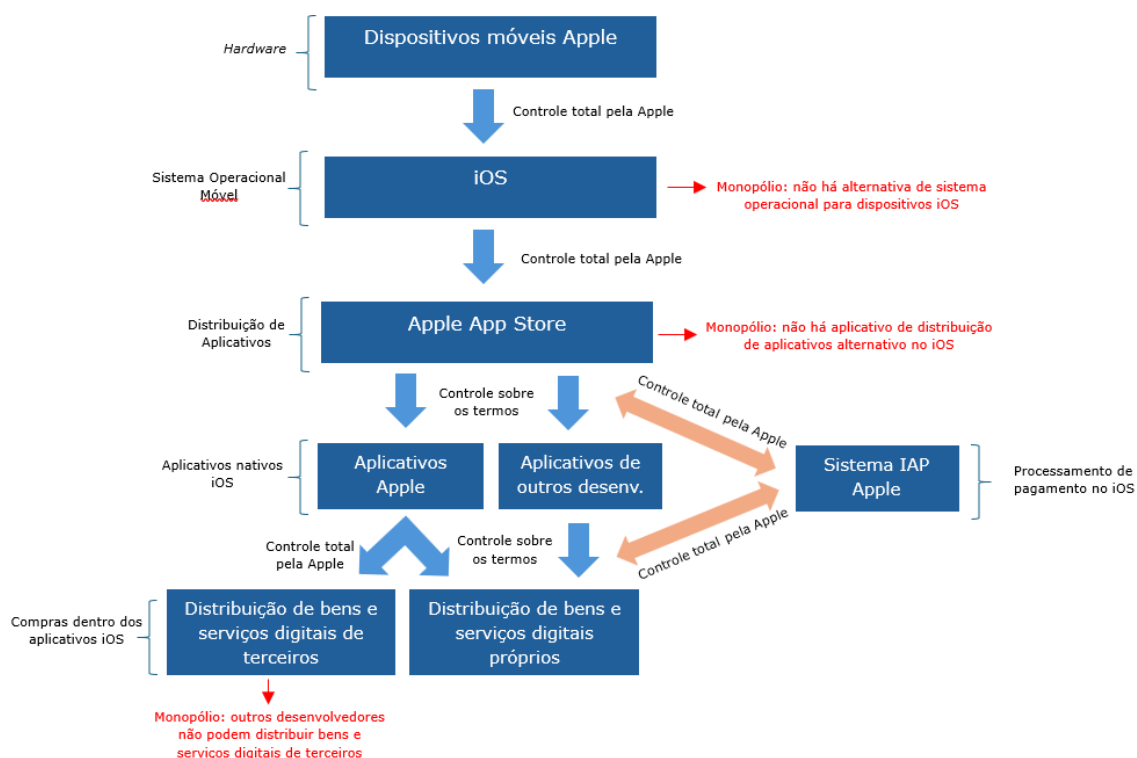 Hardware
Dispositivos móveis Apple
Controle total pela Apple
Sistema Operacional
Móvel
iOS
Monopólio: não há alternativa de sistema
operacional para dispositivos iOS
Controle total pela Apple
Distribuição de
Aplicativos
Apple App Store
Monopólio: não há aplicativo de distribuição
de aplicativos alternativo no iOS
Controle sobre
os termos
Controle total pela Apple
Aplicativos nativos
iOS
Aplicativos
Apple
Aplicativos de
outros desenv.
Sistema IAP
Apple
Processamento de
pagamento no iOS
Controle total
pela Apple
Controle sobre
os termos
Controle total pela Apple
Compras dentro dos
aplicativos iOS
Distribuição de bens e
serviços digitais de
terceiros
Distribuição de bens e
serviços digitais
próprios
Monopólio: outros desenvolvedores
não podem distribuir bens e
serviços digitais de terceiros